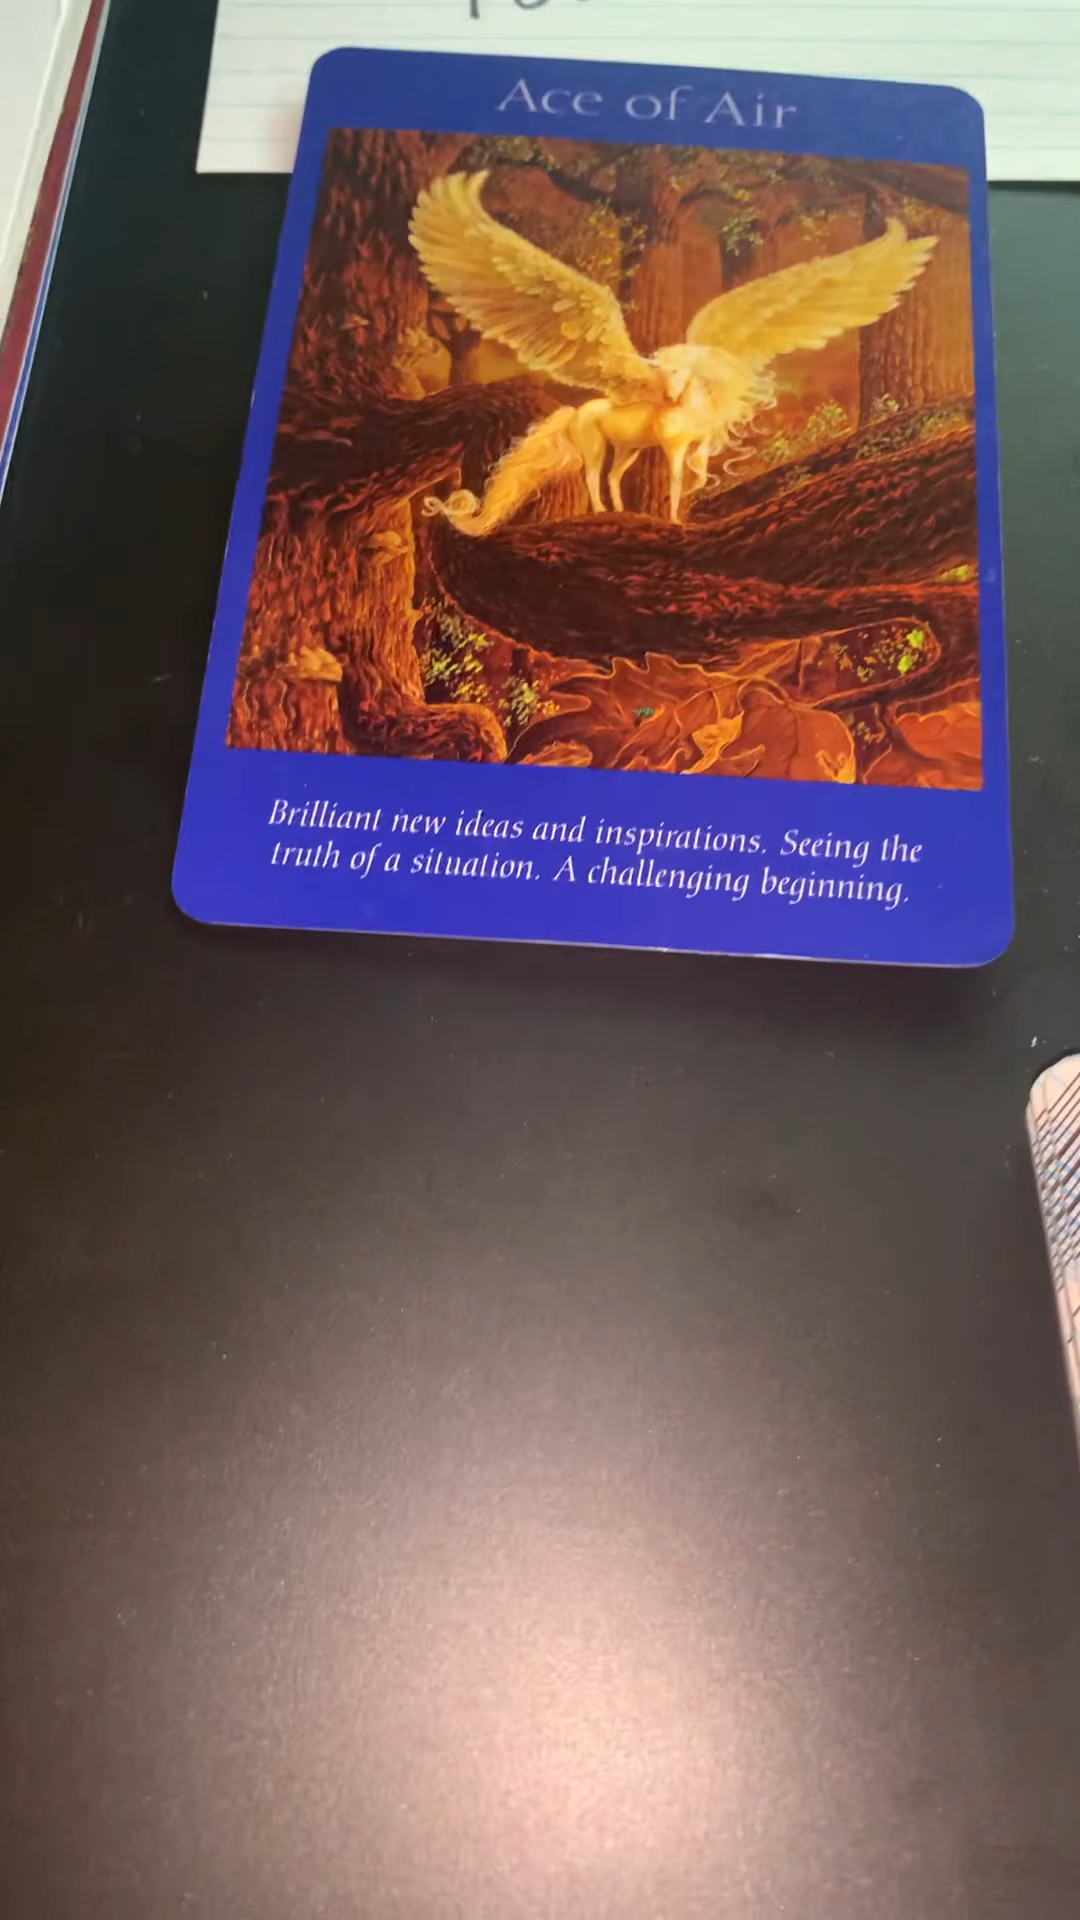 Ace of Air
Brilliant new ideas and inspirations. Seeing the
truth of a situation. A challenging beginning.